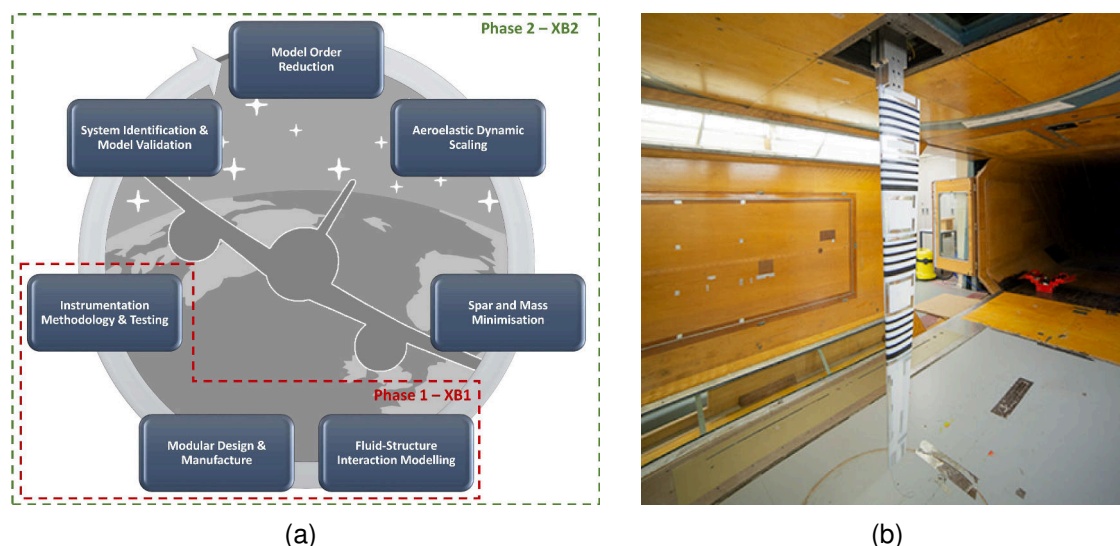 Phase 2 – XB2
Model Order
Reduction
System Identification &
Model Validation
Aeroelastic Dynamic
Scaling
Instrumentation
Methodology & Testing
Spar and Mass
Minimisation
Phase 1 – XB1
Modular Design &
Manufacture
Fluid-Structure
Interaction Modelling
(a)
(b)